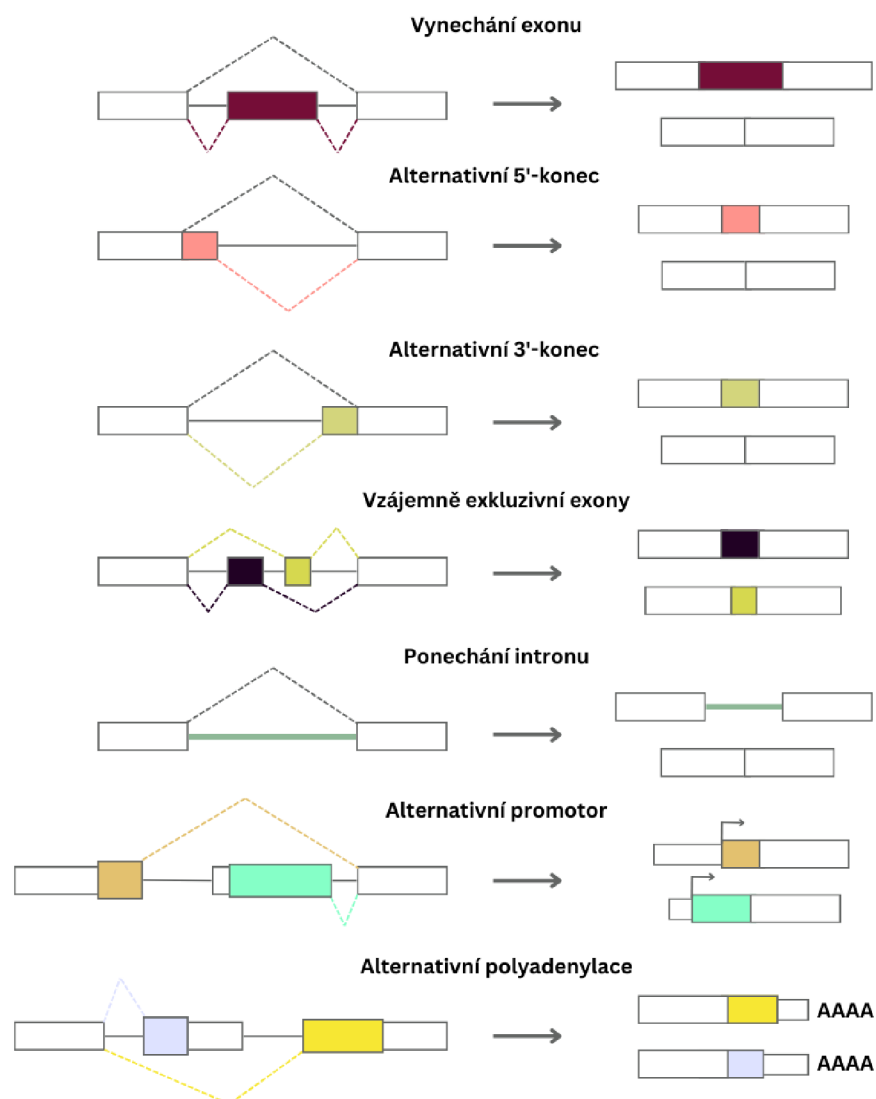 Vynechání exonu
Alternativní 5'-konec
Alternativní 3'-konec
Vzájemně exkluzivní exony
Ponechání intronu
Alternativní promotor
Alternativní polyadenylace
AAAA
AAAA